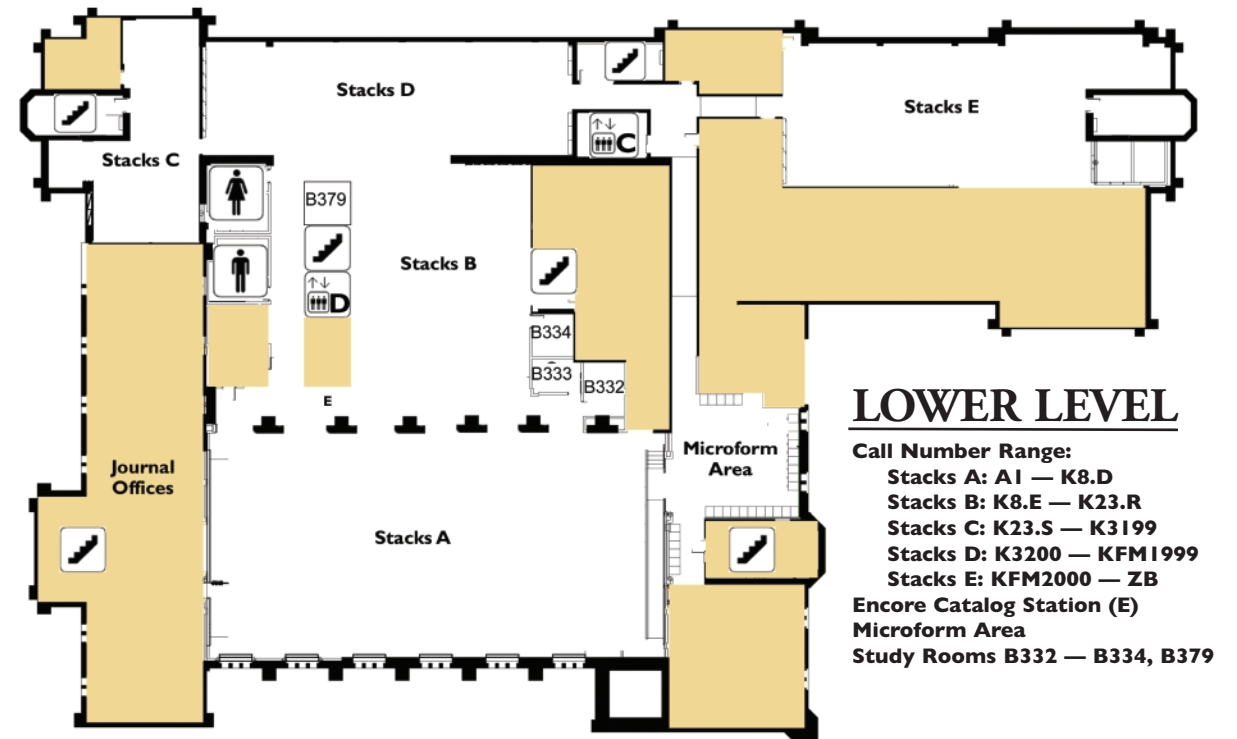 Stacks D
Stacks E
C
Stacks C
B379
Stacks B
D
B334
B333
B332
E
Microform
Area
Journal
Offices
Stacks A
LOWER LEVEL
Call Number Range:
Stacks A: A1 — K8.D
Stacks B: K8.E — K23.R
Stacks C: K23.S — K3199
Stacks D: K3200 — KFM1999
Stacks E: KFM2000 — ZB
Encore Catalog Station (E)
Microform Area
Study Rooms B332 — B334, B379